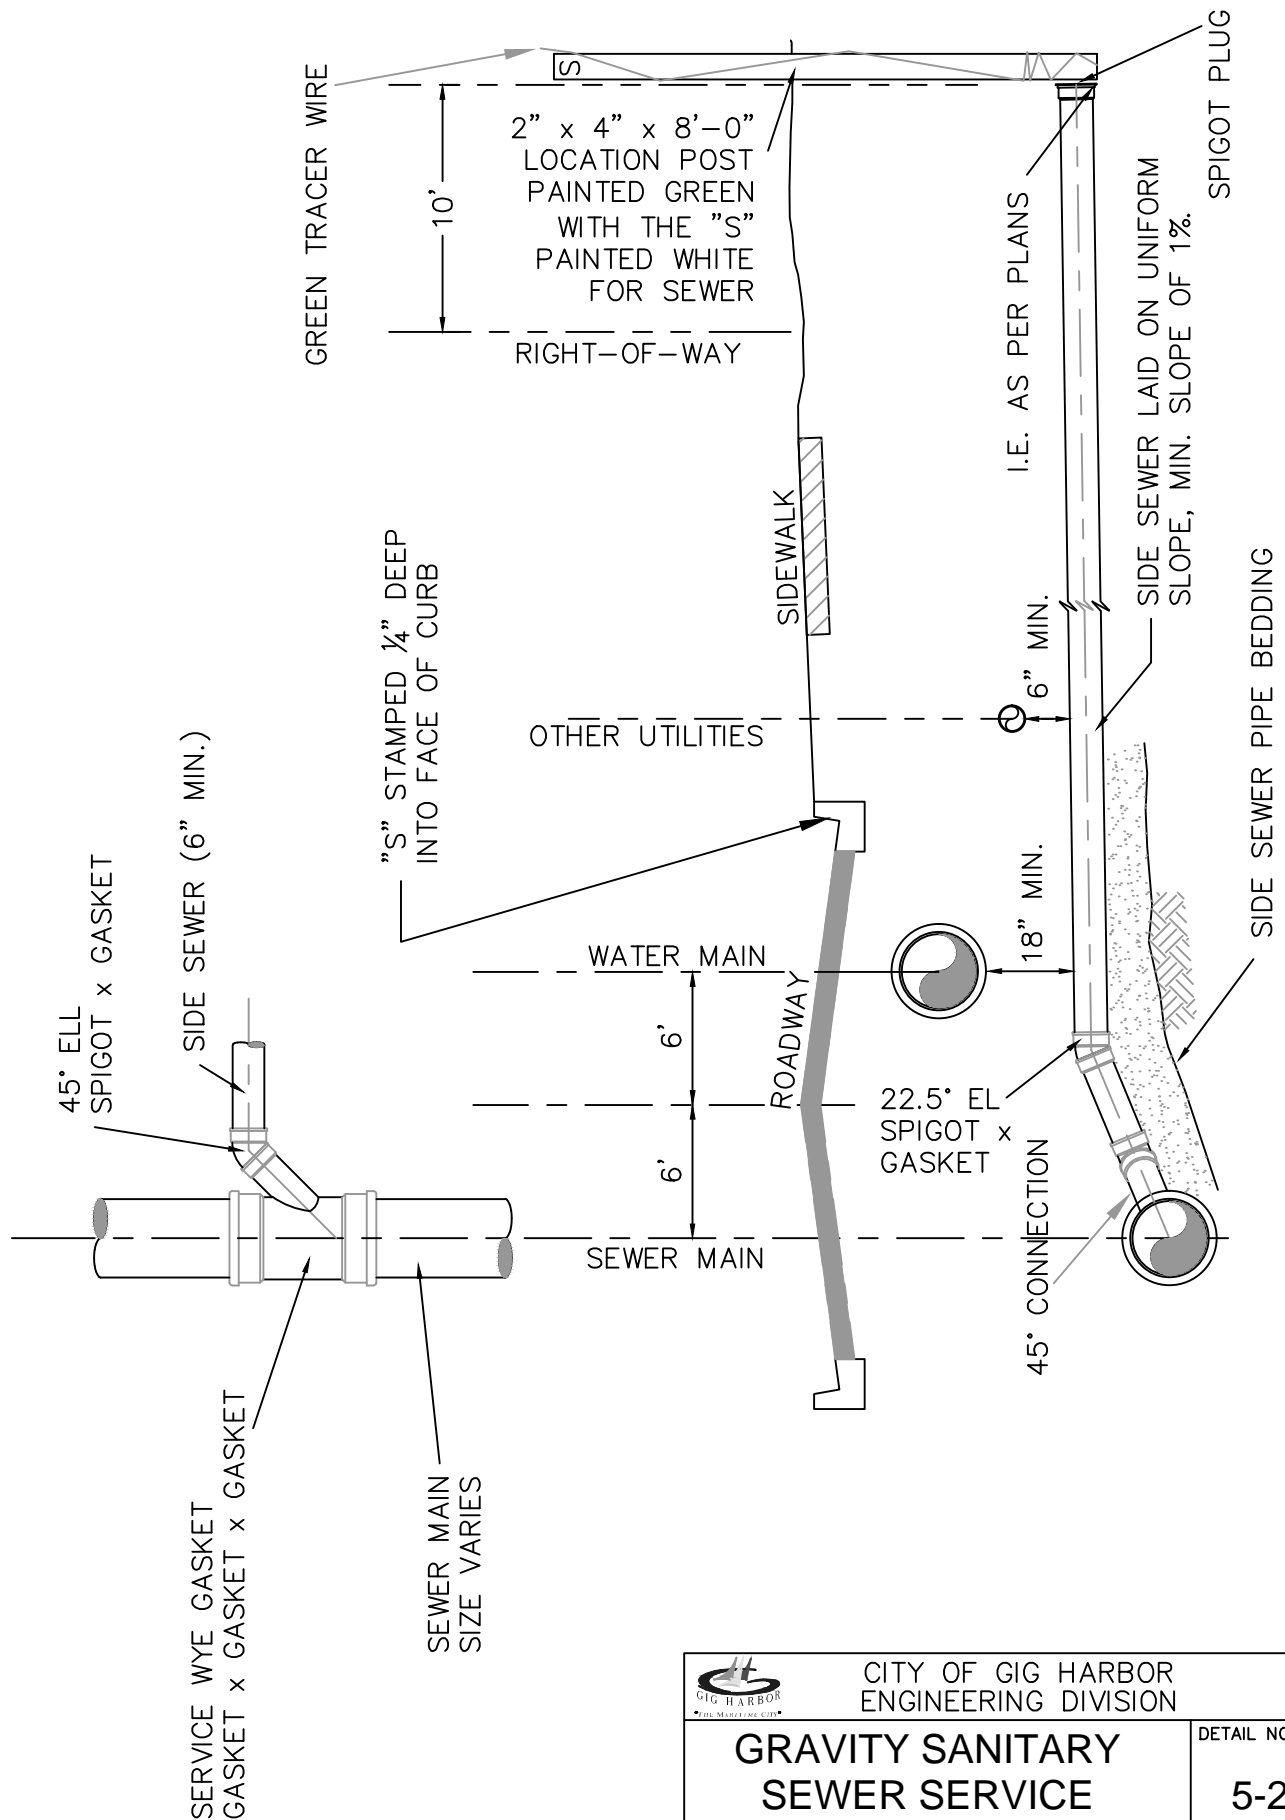 GREEN TRACER WIRE
S
10'
2" x 4" x 8'-0"
LOCATION POST
PAINTED GREEN
WITH THE "S"
PAINTED WHITE
FOR SEWER
RIGHT-OF-WAY
SPIGOT PLUG
I.E. AS PER PLANS
SIDE SEWER LAID ON UNIFORM
SLOPE, MIN. SLOPE OF 1%.
SIDEWALK
"S" STAMPED ¼" DEEP
INTO FACE OF CURB
OTHER UTILITIES
6" MIN.
SIDE SEWER PIPE BEDDING
45° ELL
SPIGOT x GASKET
SIDE SEWER (6" MIN.)
WATER MAIN
18" MIN.
6'
ROADWAY
6'
22.5° EL
SPIGOT x
GASKET
45° CONNECTION
SEWER MAIN
SERVICE WYE GASKET
GASKET x GASKET x GASKET
SEWER MAIN
SIZE VARIES
GIG HARBOR
"THE MARITIME CITY"
CITY OF GIG HARBOR
ENGINEERING DIVISION
GRAVITY SANITARY
SEWER SERVICE
DETAIL NO
5-2